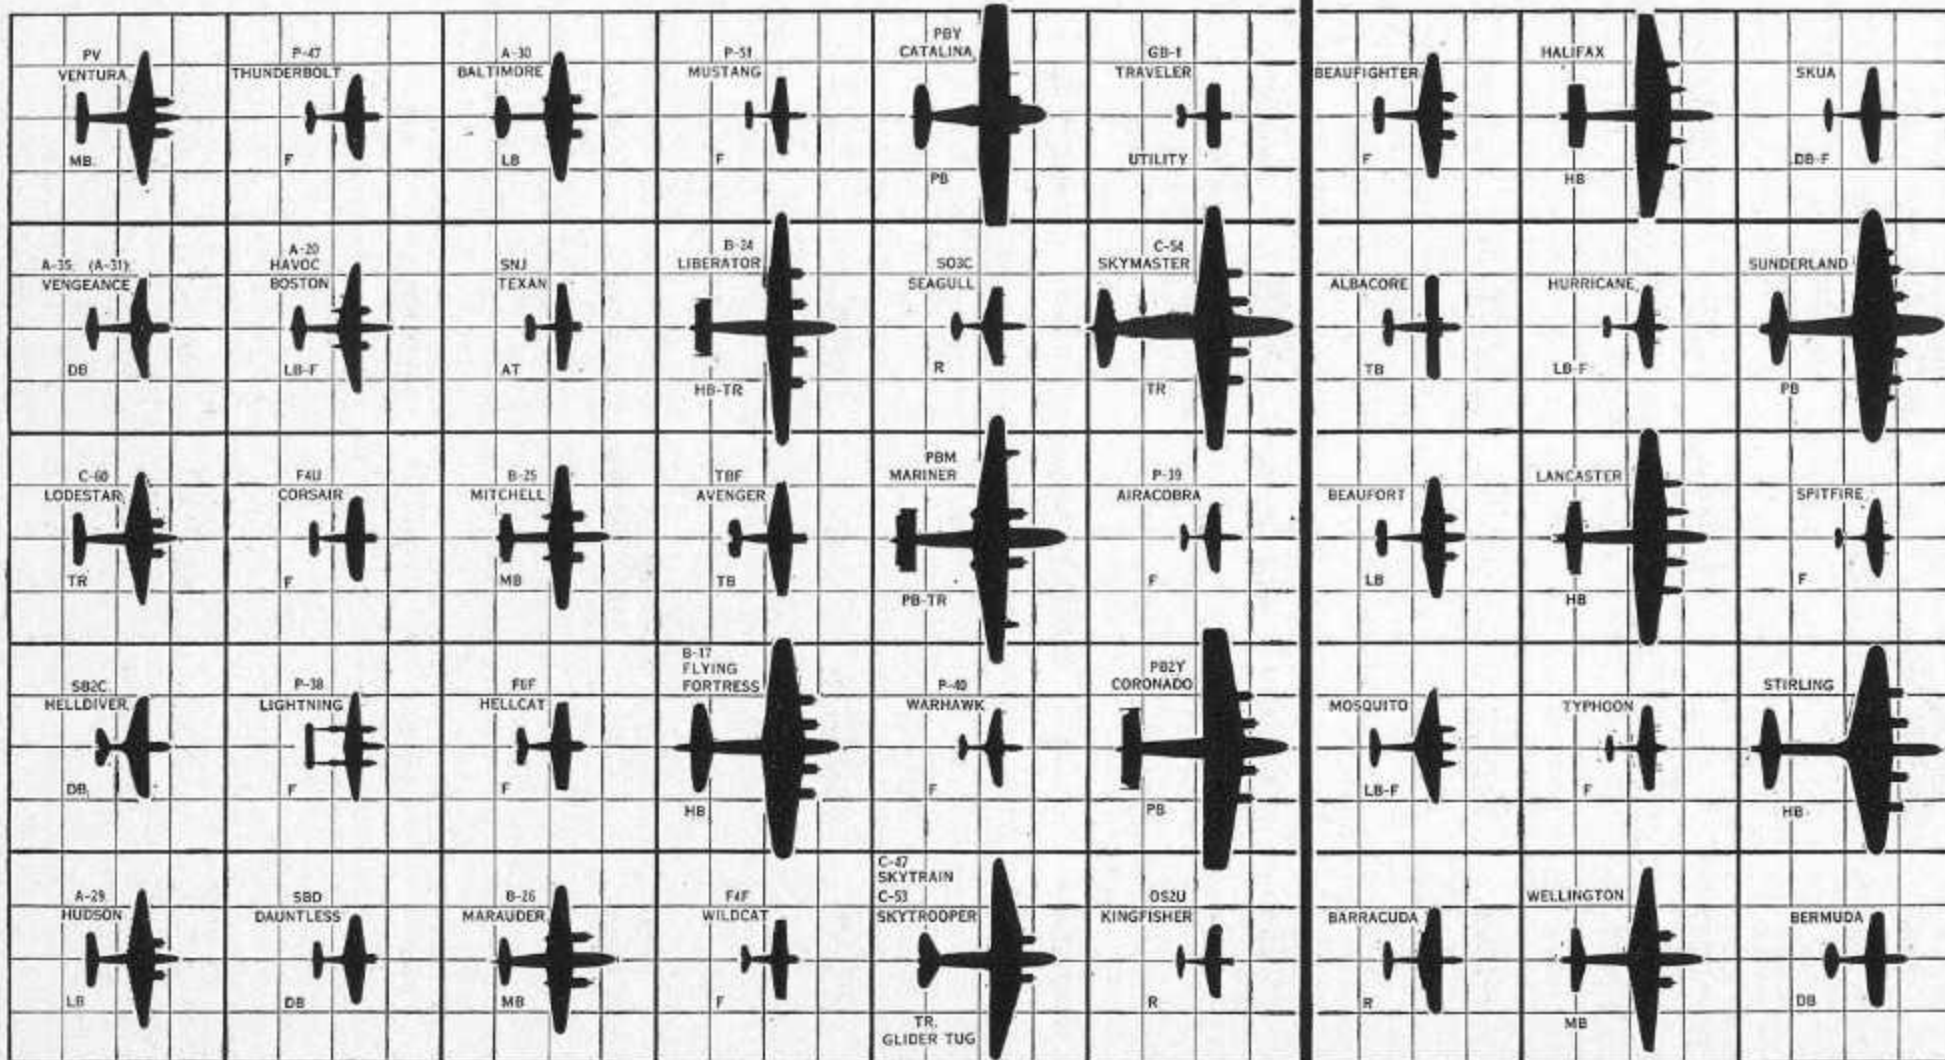 PV
VENTURA
MB.
P-47
THUNDERBOLT
F
A-30
BALTIMORE
LB
P-51
MUSTANG
F
PBY
CATALINA
PB
GB-1
TRAVELER
UTILITY
BEAUFIGHTER
F
HALIFAX
HB
SKUA
DB-F
A-35. (A-31).
VENGEANCE
DB
A-20
HAVOC
BOSTON
LB-F
SNJ
TEXAN
AT
B-24
LIBERATOR
HB-TR
SO3C
SEAGULL
R
C-54
SKYMASTER
TR
ALBACORE
TB
HURRICANE
LB-F
SUNDERLAND
PB
C-60
LODESTAR
TR
F4U
CORSAIR
F
B-25
MITCHELL
MB
TBF
AVENGER
TB
PBM
MARINER
PB-TR
P-39
AIRACOBRA
F
BEAUFORT
LB
LANCASTER
HB
SPITFIRE
F
SB2C
HELLDIVER
DB
P-38
LIGHTNING
F
F6F
HELLCAT
F
B-17
FLYING
FORTRESS
HB
P-40
WARHAWK
F
PB2Y
CORONADO
PB
MOSQUITO
LB-F
TYPHOON
F
STIRLING
HB
A-29
HUDSON
LB
SBD
DAUNTLESS
DB
B-26
MARAUDER
MB
F4F
WILDCAT
F
C-47
SKYTRAIN
C-53
SKYTROOPER
TR.
GLIDER TUG
OS2U
KINGFISHER
R
BARRACUDA
R
WELLINGTON
MB
BERMUDA
DB